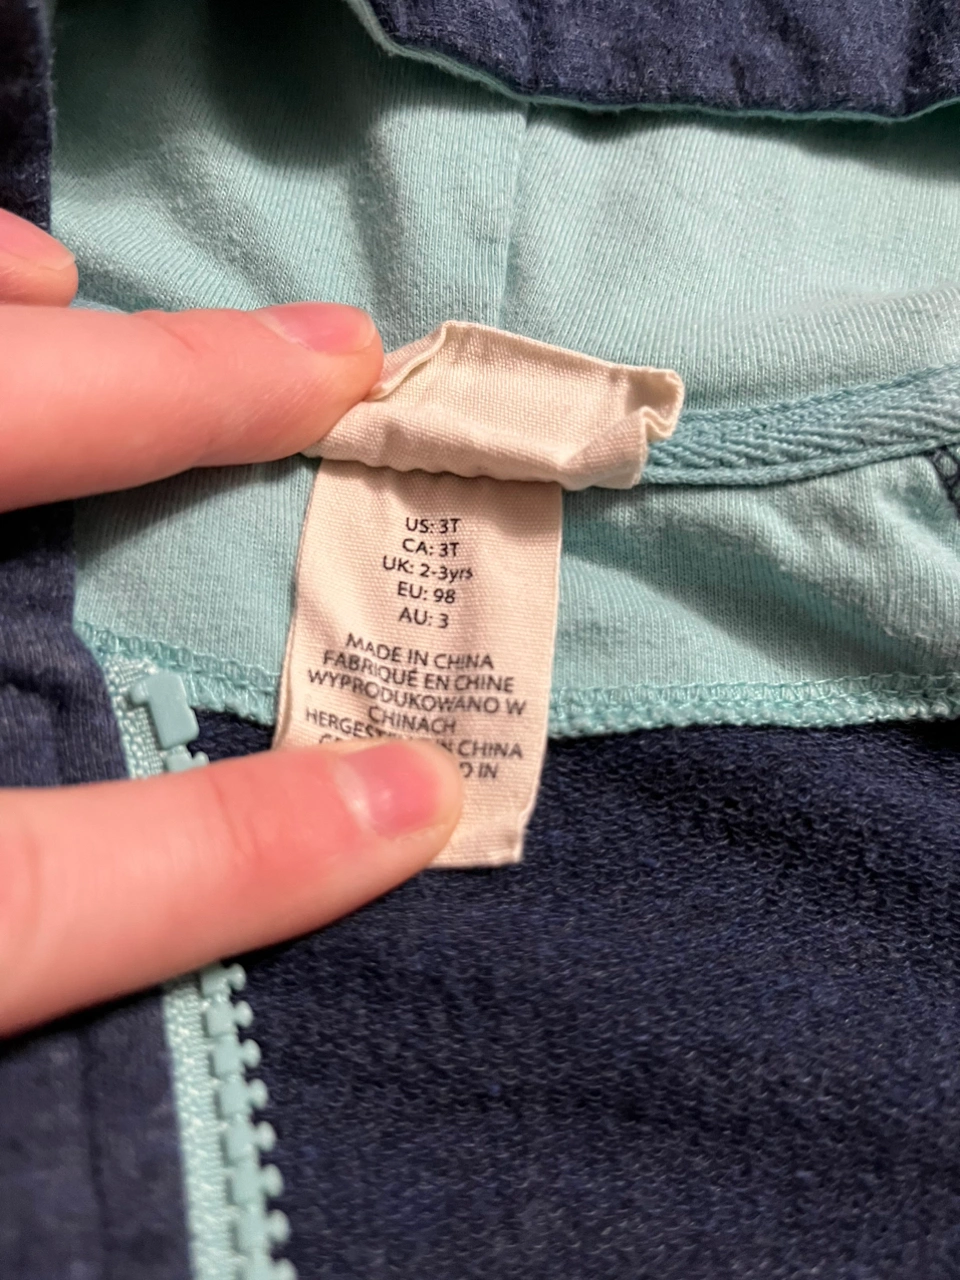 US: 3T
CA: 3T
UK: 2-3yrs
EU: 98
AU: 3
MADE IN CHINA
FABRIQUÉ EN CHINE
WYPRODUKOWANO W
CHINACH
IN CHINA
IN